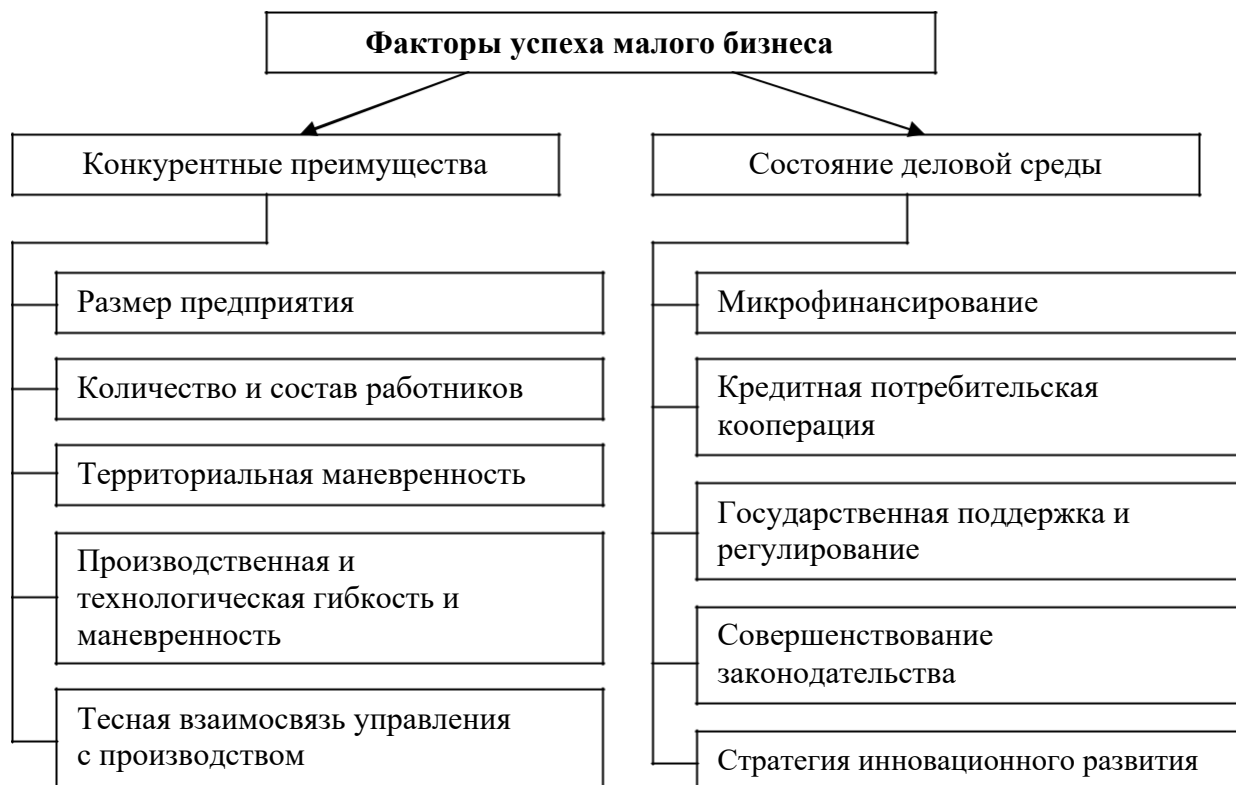 Факторы успеха малого бизнеса
Конкурентные преимущества
Размер предприятия
Количество и состав работников
Территориальная маневренность
Производственная и
технологическая гибкость и
маневренность
Тесная взаимосвязь управления
с производством
Состояние деловой среды
Микрофинансирование
Кредитная потребительская
кооперация
Государственная поддержка и
регулирование
Совершенствование
законодательства
Стратегия инновационного развития